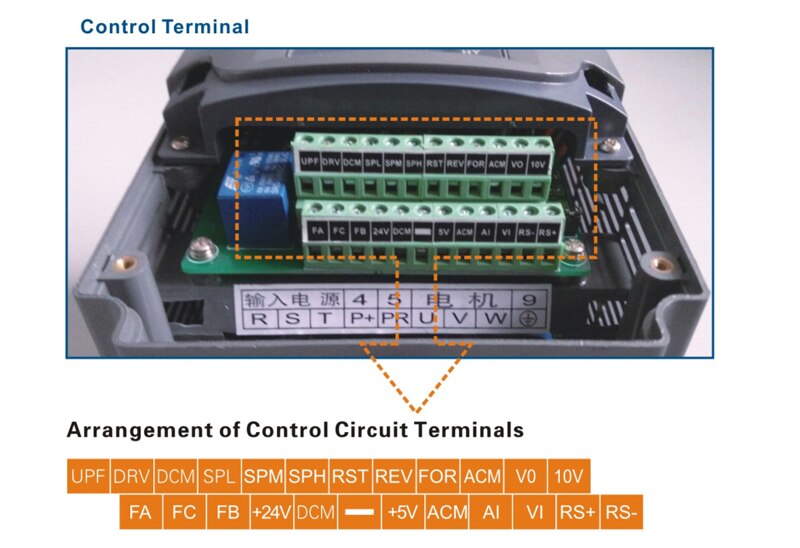 Control Terminal
UPF DRV DCM SPL SPM SPH RST REV FOR ACM VO 10V
FA FC FB 24V DCM 5V ACM AI VI RS- RS+
输入电源 4 5 电机 9
R S T P+ PR U V W
Arrangement of Control Circuit Terminals
UPF DRV DCM SPL SPM SPH RST REV FOR ACM V0 10V
FA FC FB +24V DCM — +5V ACM AI VI RS+ RS-